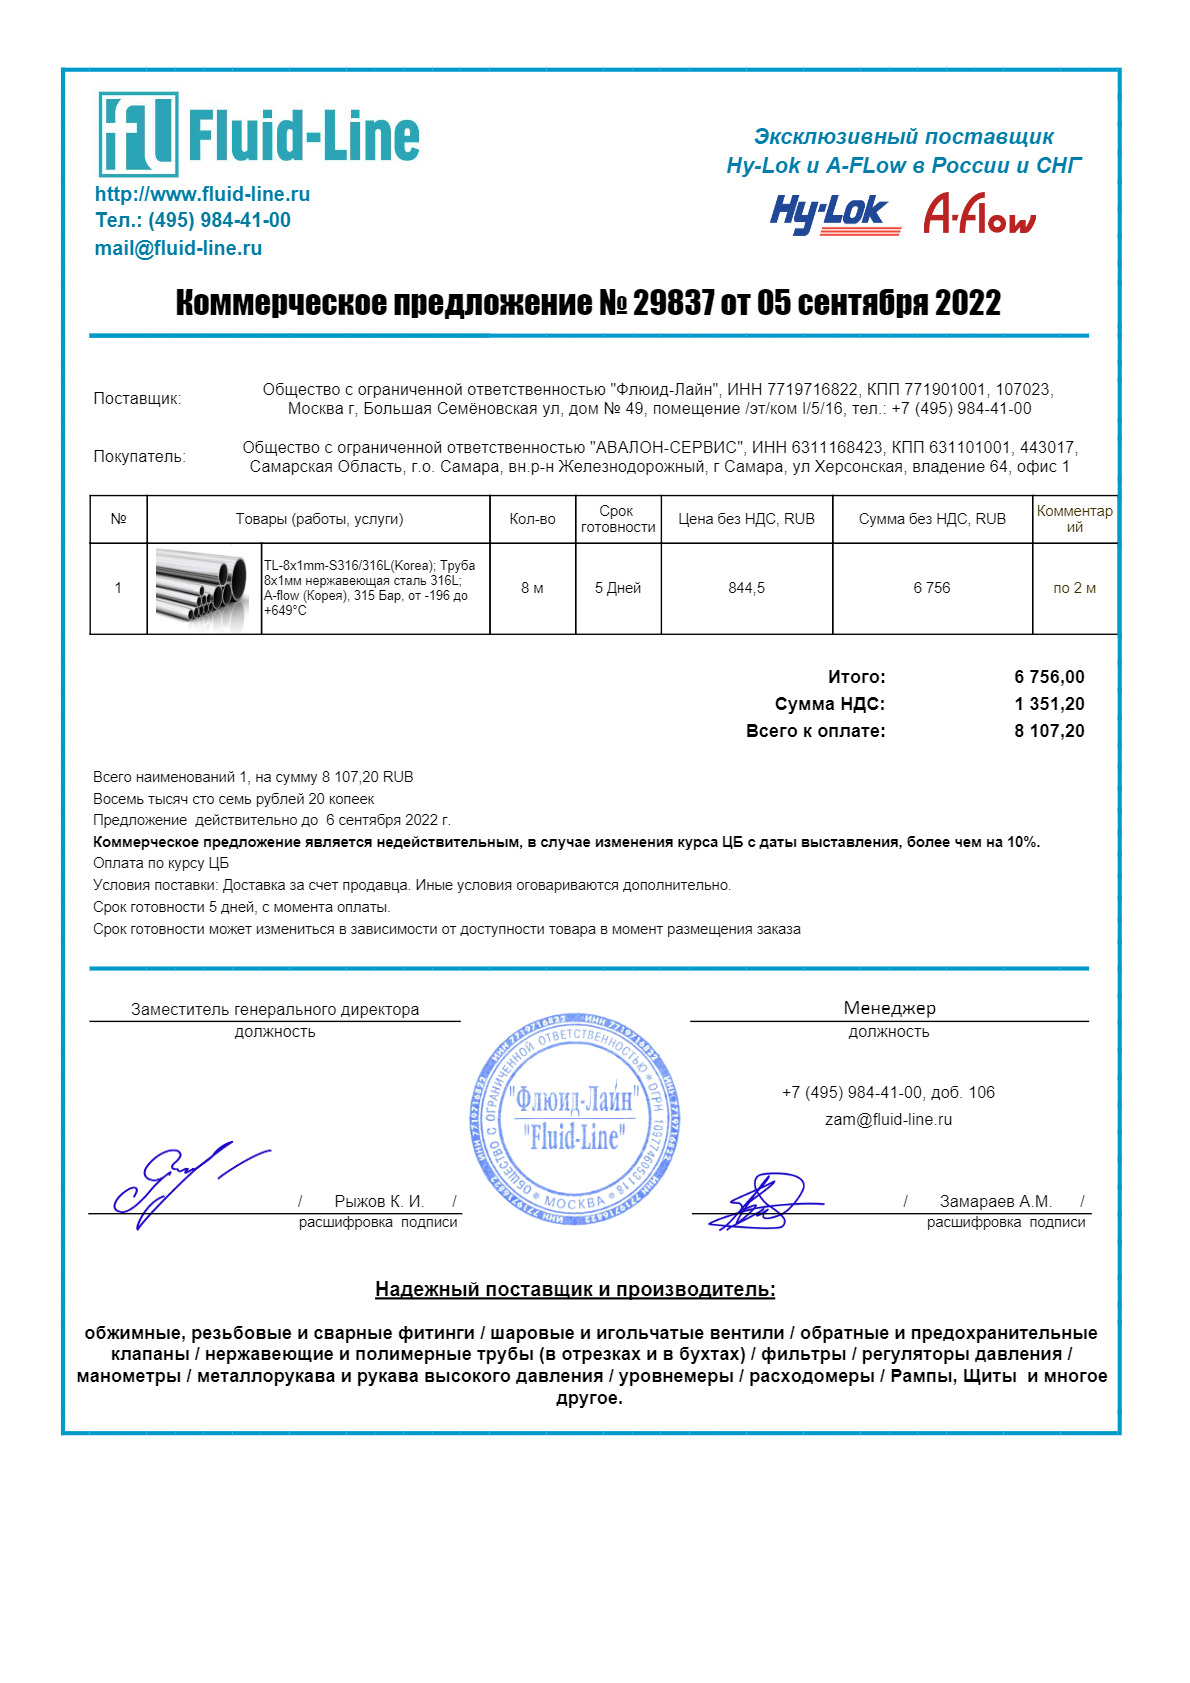 fl Fluid-Line
http://www.fluid-line.ru
Тел.: (495) 984-41-00
mail@fluid-line.ru
Эксклюзивный поставщик
Hy-Lok и A-FLow в России и СНГ
Hy-Lok A-Flow
Коммерческое предложение № 29837 от 05 сентября 2022
Поставщик:
Общество с ограниченной ответственностью "Флюид-Лайн", ИНН 7719716822, КПП 771901001, 107023,
Москва г, Большая Семёновская ул, дом № 49, помещение /эт/ком I/5/16, тел.: +7 (495) 984-41-00
Покупатель:
Общество с ограниченной ответственностью "АВАЛОН-СЕРВИС", ИНН 6311168423, КПП 631101001, 443017,
Самарская Область, г.о. Самара, вн.р-н Железнодорожный, г Самара, ул Херсонская, владение 64, офис 1
№ Товары (работы, услуги) Кол-во Срок готовности Цена без НДС, RUB Сумма без НДС, RUB Комментар
ий
1
TL-8x1mm-S316/316L(Korea); Труба
8х1мм нержавеющая сталь 316L;
A-flow (Корея), 315 Бар, от -196 до
+649°C
8 м 5 Дней 844,5 6 756 по 2 м
Итого: 6 756,00
Сумма НДС: 1 351,20
Всего к оплате: 8 107,20
Всего наименований 1, на сумму 8 107,20 RUB
Восемь тысяч сто семь рублей 20 копеек
Предложение действительно до 6 сентября 2022 г.
Коммерческое предложение является недействительным, в случае изменения курса ЦБ с даты выставления, более чем на 10%.
Оплата по курсу ЦБ
Условия поставки: Доставка за счет продавца. Иные условия оговариваются дополнительно.
Срок готовности 5 дней, с момента оплаты.
Срок готовности может измениться в зависимости от доступности товара в момент размещения заказа
Заместитель генерального директора
должность
Менеджер
должность
+7 (495) 984-41-00, доб. 106
zam@fluid-line.ru
ИНН 7719716822 ИНН 7719716822 ИНН 7719716822 ИНН 7719716822 ИНН 7719716822 ИНН 7719716822
ОБЩЕСТВО С ОГРАНИЧЕННОЙ ОТВЕТСТВЕННОСТЬЮ * ОГРН 1097746053118 * МОСКВА *
"Флюид-Лайн"
"Fluid-Line"
/ Рыжов К. И. /
расшифровка подписи
/ Замараев А.М. /
расшифровка подписи
Надежный поставщик и производитель:
обжимные, резьбовые и сварные фитинги / шаровые и игольчатые вентили / обратные и предохранительные
клапаны / нержавеющие и полимерные трубы (в отрезках и в бухтах) / фильтры / регуляторы давления /
манометры / металлорукава и рукава высокого давления / уровнемеры / расходомеры / Рампы, Щиты и многое
другое.